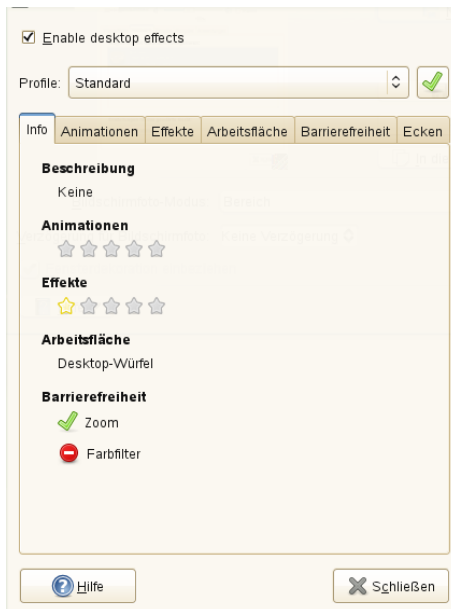 Enable desktop effects
Profile: Standard
Info Animationen Effekte Arbeitsfläche Barrierefreiheit Ecken
Beschreibung
Keine
Animationen
Effekte
Arbeitsfläche
Desktop-Würfel
Barrierefreiheit
Zoom
Farbfilter
Hilfe Schließen